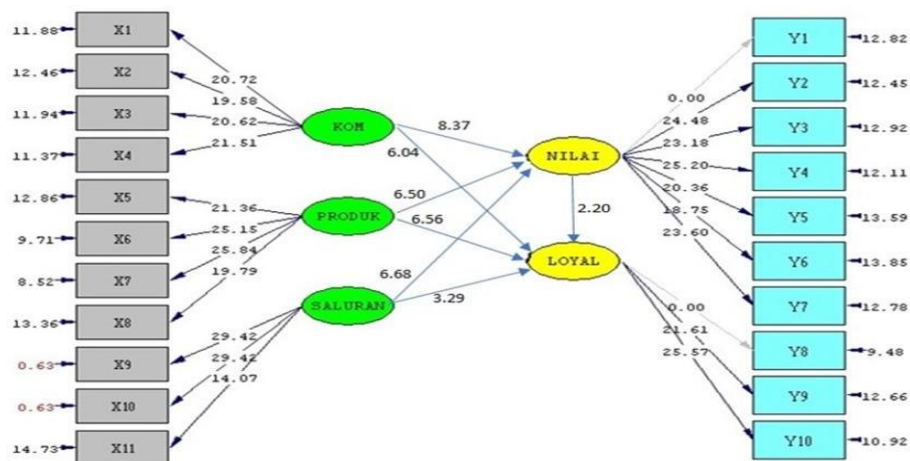 11.88 X1
12.46 X2
11.94 X3
11.37 X4
12.86 X5
9.71 X6
8.52 X7
13.36 X8
0.63 X9
0.63 X10
14.73 X11
20.72
19.58
20.62
21.51
21.36
25.15
25.84
19.79
29.42
29.42
14.07
KOM
PRODUK
SALURAN
8.37
6.04
6.50
6.56
6.68
3.29
NILAI
2.20
LOYAL
0.00
24.48
23.18
25.20
20.36
18.75
23.60
0.00
21.61
25.57
Y1 12.82
Y2 12.45
Y3 12.92
Y4 12.11
Y5 13.59
Y6 13.85
Y7 12.78
Y8 9.48
Y9 12.66
Y10 10.92